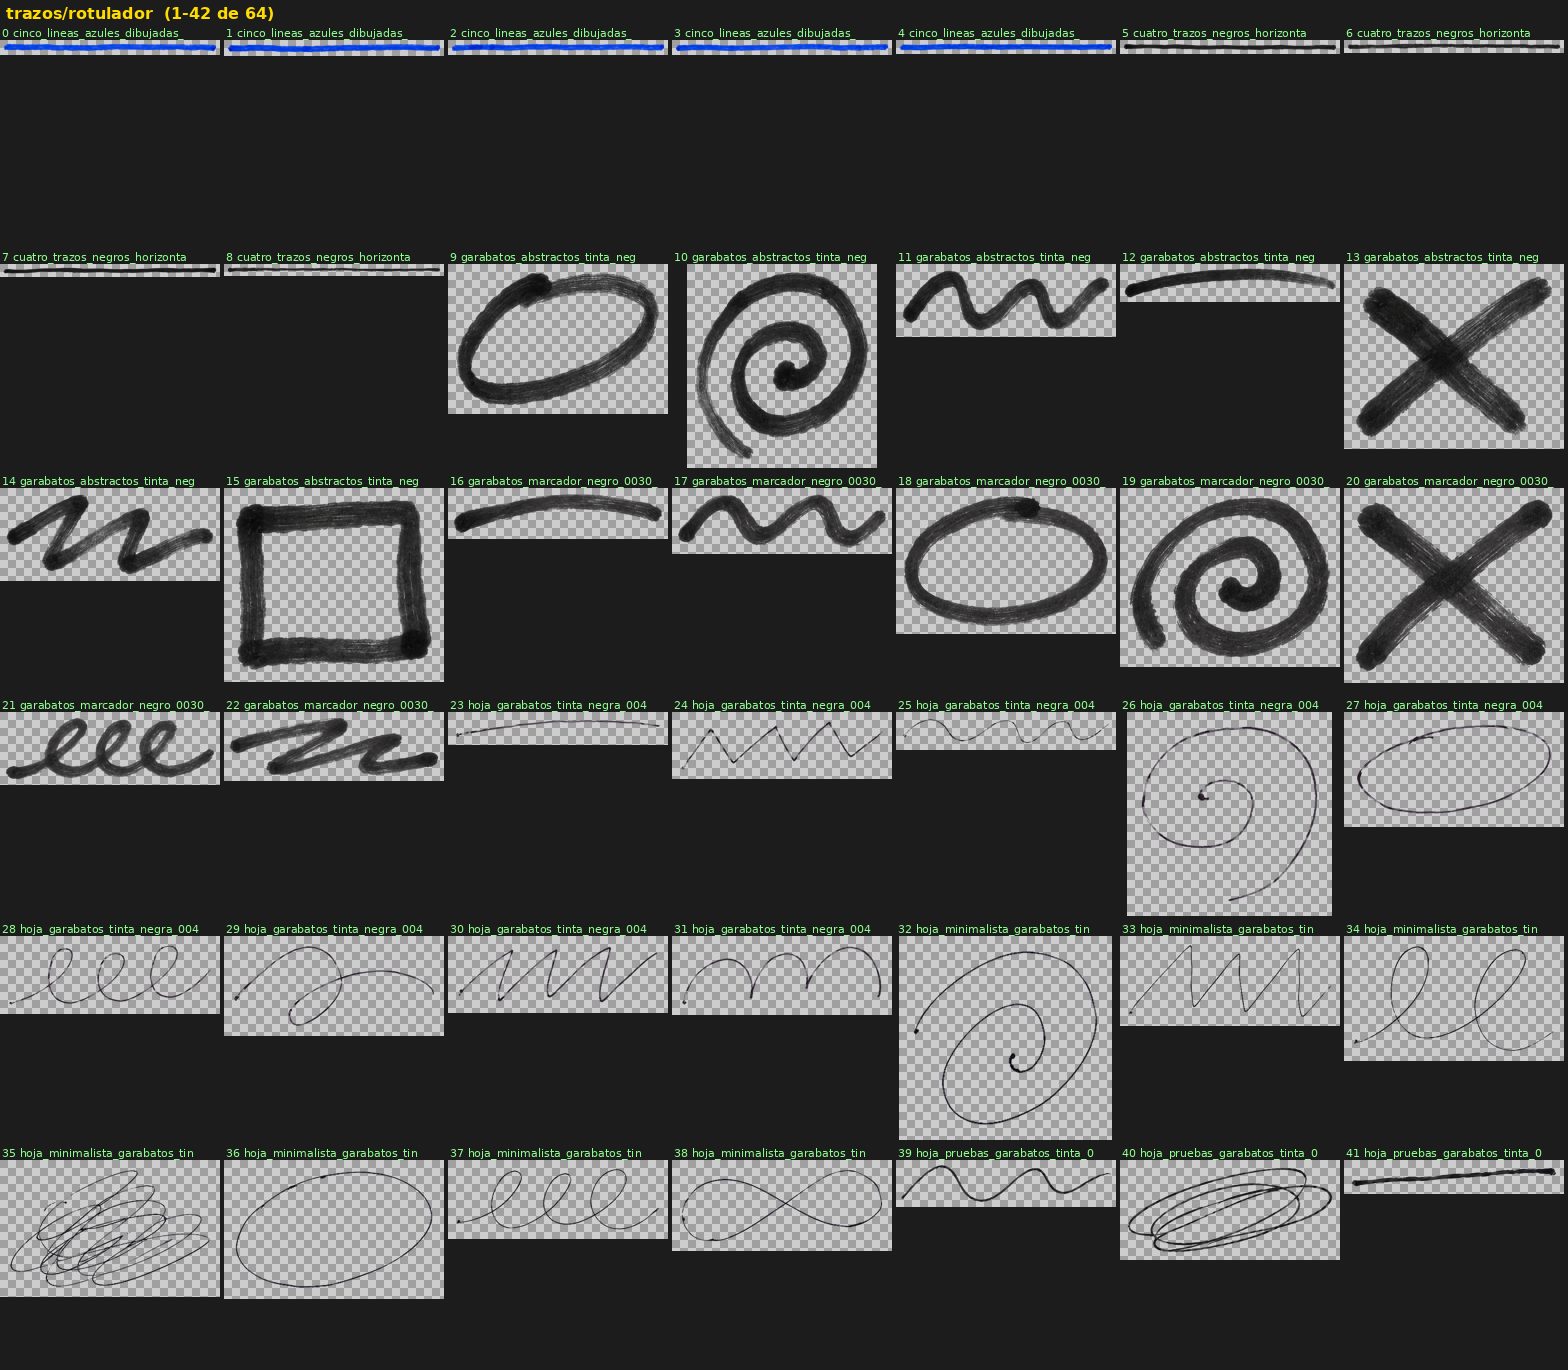 trazos/rotulador (1-42 de 64)
0 cinco_lineas_azules_dibujadas_
1 cinco_lineas_azules_dibujadas_
2 cinco_lineas_azules_dibujadas_
3 cinco_lineas_azules_dibujadas_
4 cinco_lineas_azules_dibujadas_
5 cuatro_trazos_negros_horizonta
6 cuatro_trazos_negros_horizonta
7 cuatro_trazos_negros_horizonta
8 cuatro_trazos_negros_horizonta
9 garabatos_abstractos_tinta_neg
10 garabatos_abstractos_tinta_neg
11 garabatos_abstractos_tinta_neg
12 garabatos_abstractos_tinta_neg
13 garabatos_abstractos_tinta_neg
14 garabatos_abstractos_tinta_neg
15 garabatos_abstractos_tinta_neg
16 garabatos_marcador_negro_0030_
17 garabatos_marcador_negro_0030_
18 garabatos_marcador_negro_0030_
19 garabatos_marcador_negro_0030_
20 garabatos_marcador_negro_0030_
21 garabatos_marcador_negro_0030_
22 garabatos_marcador_negro_0030_
23 hoja_garabatos_tinta_negra_004
24 hoja_garabatos_tinta_negra_004
25 hoja_garabatos_tinta_negra_004
26 hoja_garabatos_tinta_negra_004
27 hoja_garabatos_tinta_negra_004
28 hoja_garabatos_tinta_negra_004
29 hoja_garabatos_tinta_negra_004
30 hoja_garabatos_tinta_negra_004
31 hoja_garabatos_tinta_negra_004
32 hoja_minimalista_garabatos_tin
33 hoja_minimalista_garabatos_tin
34 hoja_minimalista_garabatos_tin
35 hoja_minimalista_garabatos_tin
36 hoja_minimalista_garabatos_tin
37 hoja_minimalista_garabatos_tin
38 hoja_minimalista_garabatos_tin
39 hoja_pruebas_garabatos_tinta_0
40 hoja_pruebas_garabatos_tinta_0
41 hoja_pruebas_garabatos_tinta_0